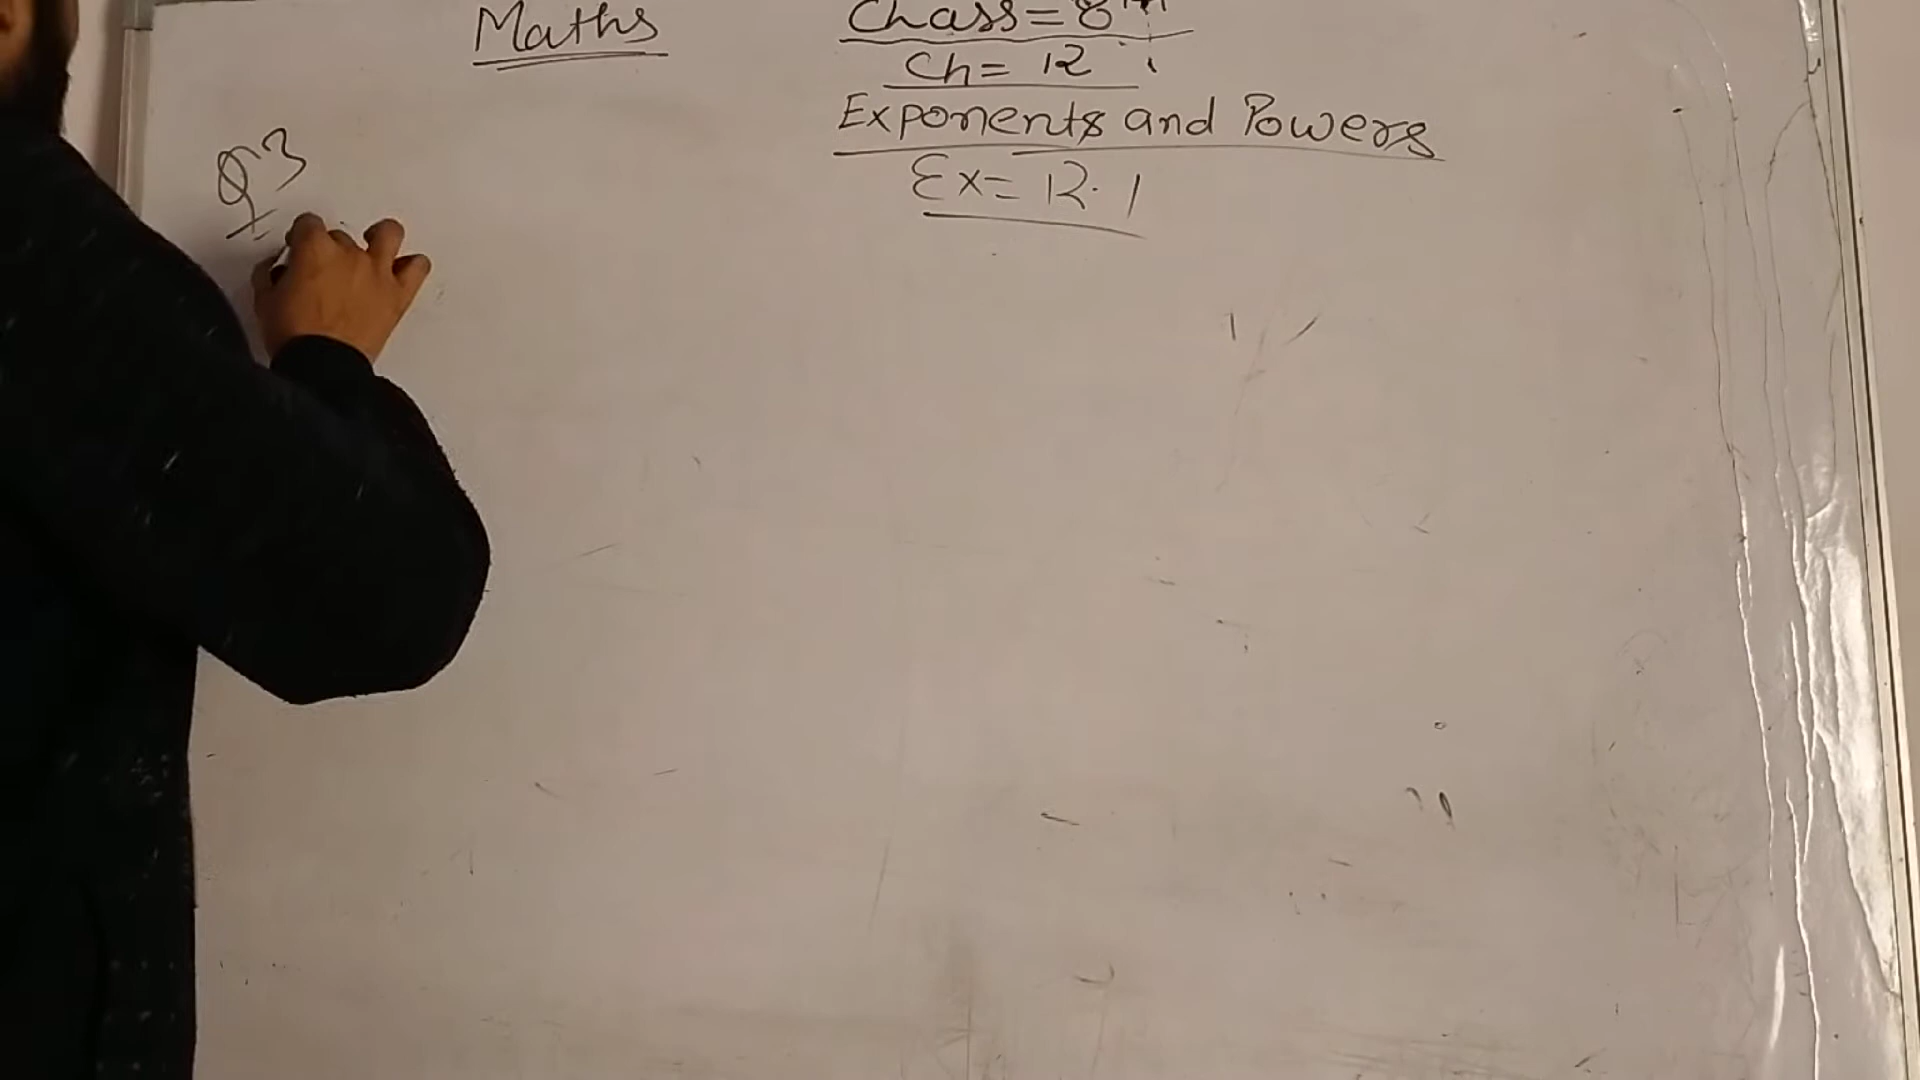 Maths
Class = 8th
Ch = 12
Exponents and Powers
Ex = 12.1
Q3